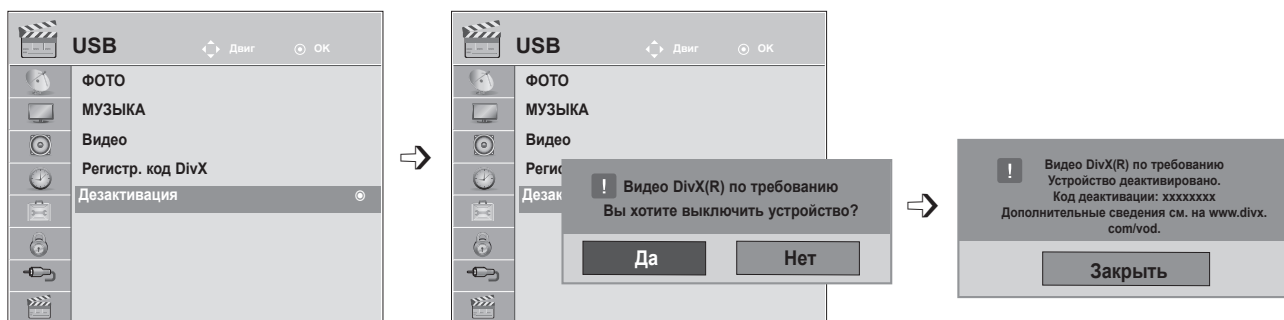 USB
Двиг
OK
ФОТО
МУЗЫКА
Видео
Регистр. код DivX
Дезактивация
USB
Двиг
OK
ФОТО
МУЗЫКА
Видео
Регис
Дезак
! Видео DivX(R) по требованию
Вы хотите выключить устройство?
Да
Нет
! Видео DivX(R) по требованию
Устройство деактивировано.
Код деактивации: xxxxxxxx
Дополнительные сведения см. на www.divx.
com/vod.
Закрыть